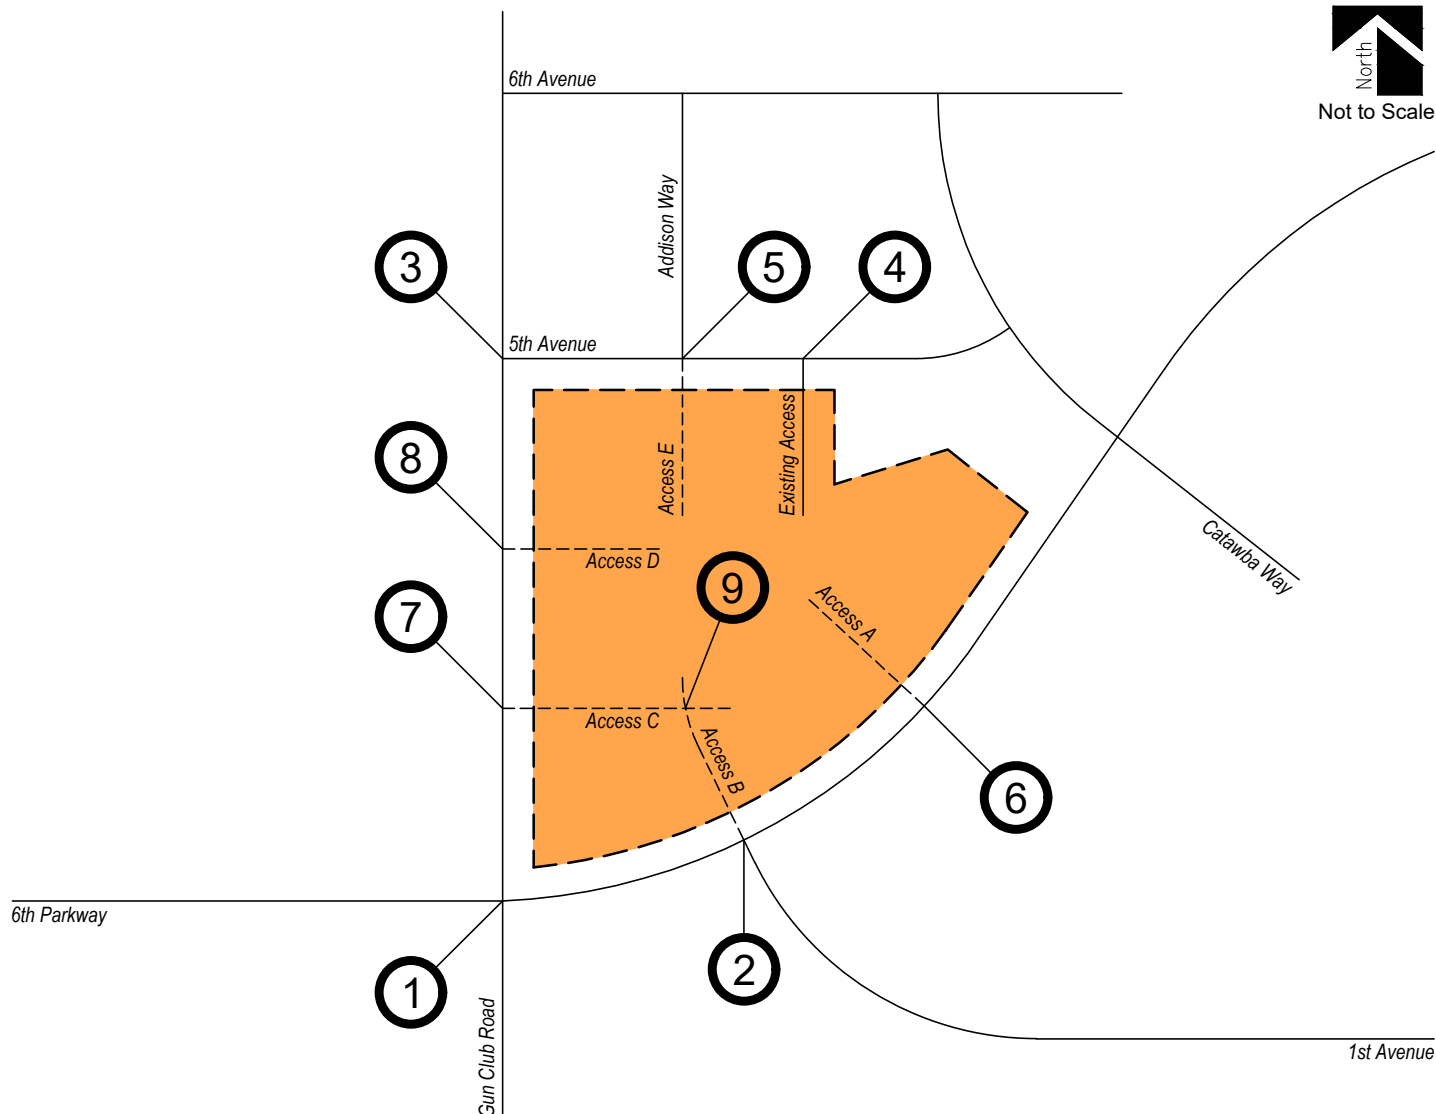 North
Not to Scale
6th Avenue
Addison Way
3
5
4
5th Avenue
8
Access E
Existing Access
Access D
Catawba Way
9
7
Access A
Access C
Access B
6
6th Parkway
2
1
Gun Club Road
1st Avenue